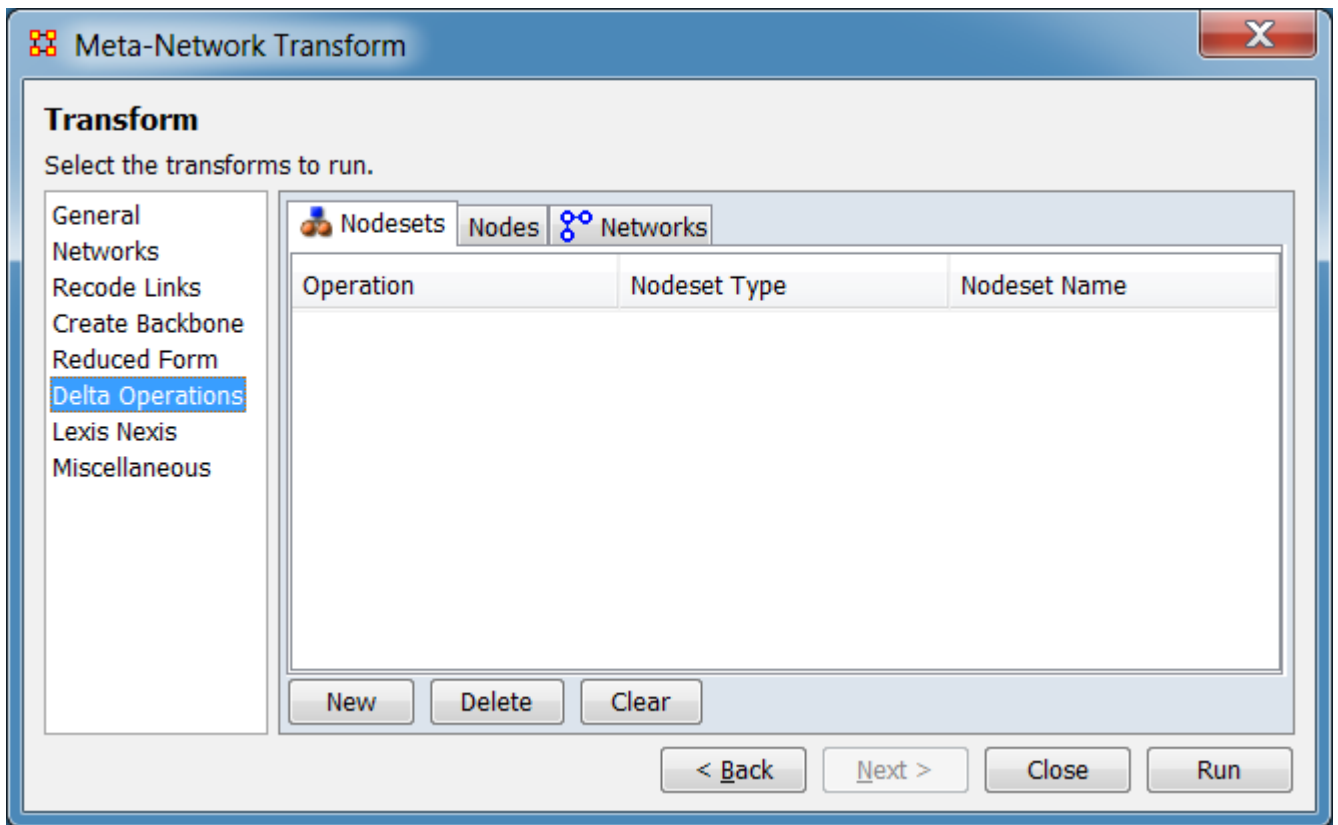 Meta-Network Transform
X
Transform
Select the transforms to run.
General
Networks
Recode Links
Create Backbone
Reduced Form
Delta Operations
Lexis Nexis
Miscellaneous
Nodesets Nodes Networks
Operation Nodeset Type Nodeset Name
New Delete Clear
< Back Next > Close Run